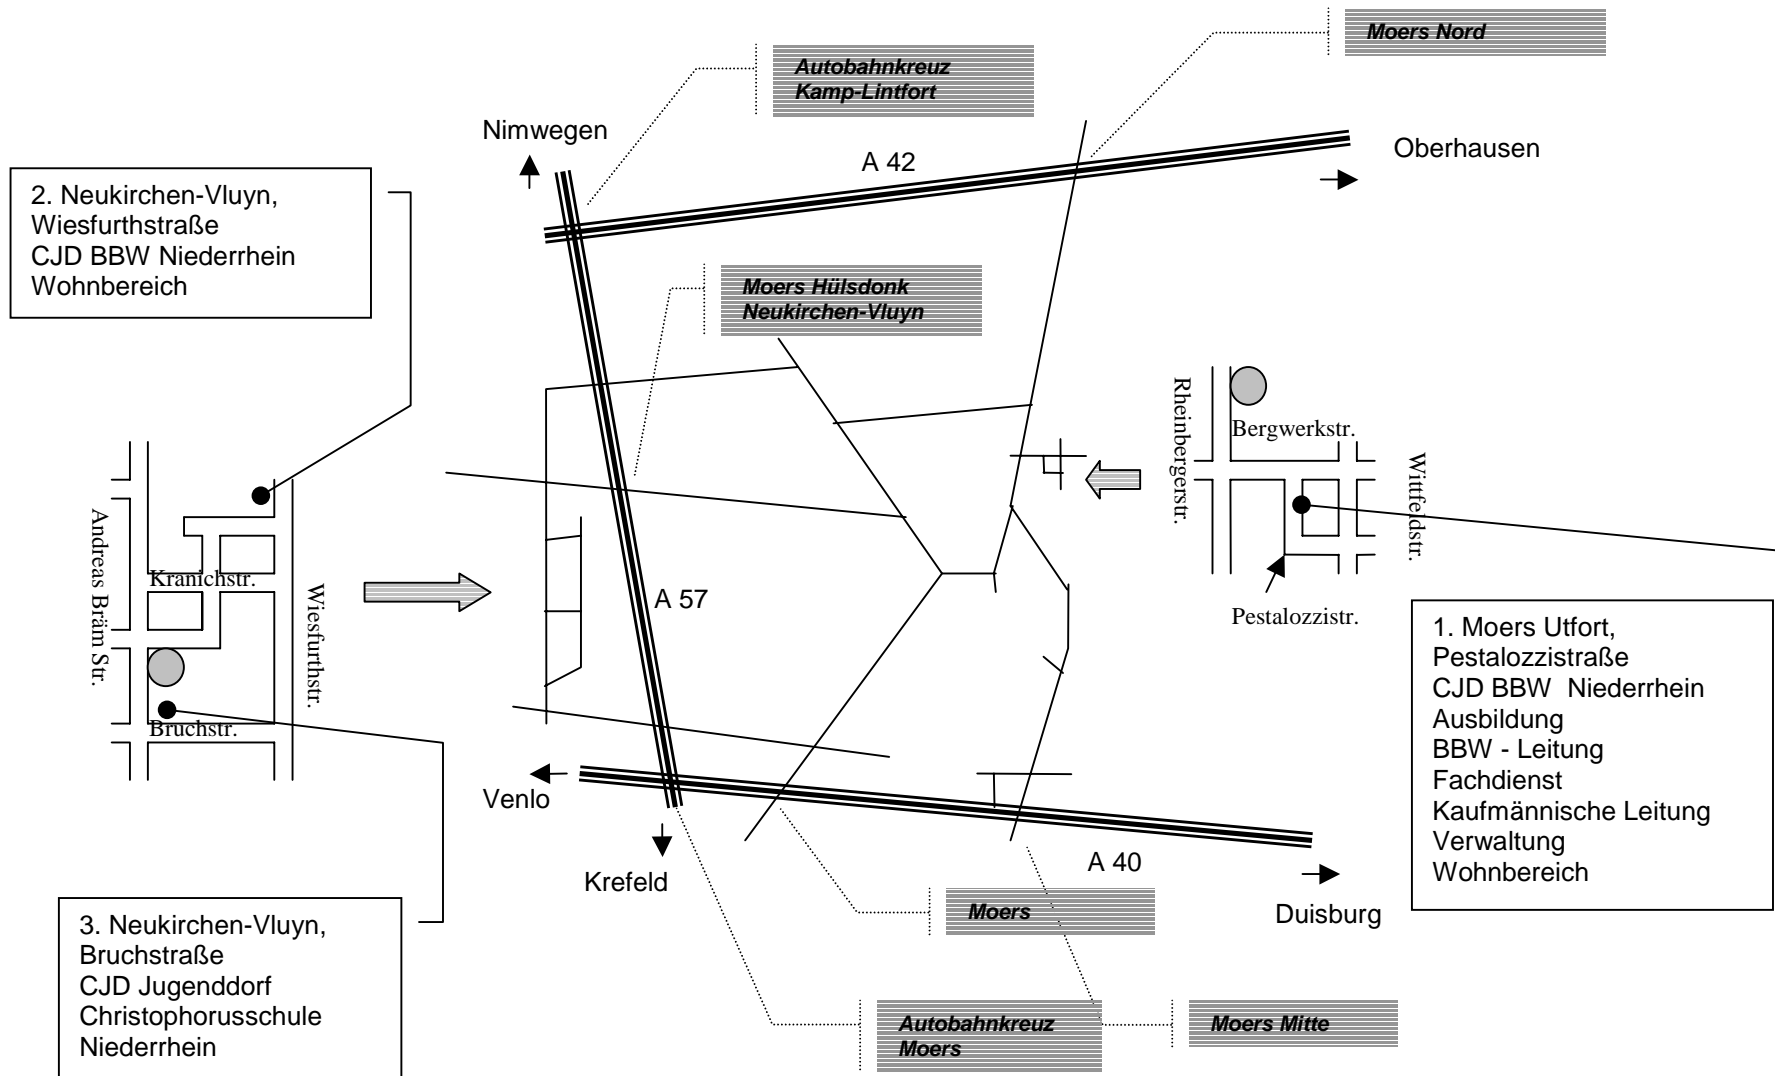 Moers Nord
Autobahnkreuz
Kamp-Lintfort
Nimwegen
A 42
Oberhausen
2. Neukirchen-Vluyn,
Wiesfurthstraße
CJD BBW Niederrhein
Wohnbereich
Moers Hülsdonk
Neukirchen-Vluyn
Rheinbergerstr.
Bergwerkstr.
Wittfeldstr.
Pestalozzistr.
Andreas Bräm Str.
Kranichstr.
Wiesfurthstr.
Bruchstr.
A 57
1. Moers Utfort,
Pestalozzistraße
CJD BBW Niederrhein
Ausbildung
BBW - Leitung
Fachdienst
Kaufmännische Leitung
Verwaltung
Wohnbereich
Venlo
Krefeld
A 40
Duisburg
Moers
3. Neukirchen-Vluyn,
Bruchstraße
CJD Jugenddorf
Christophorusschule
Niederrhein
Autobahnkreuz
Moers
Moers Mitte